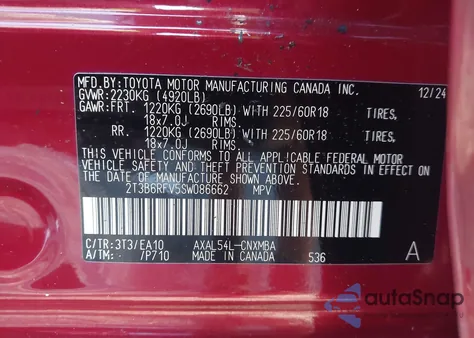 MFD.BY:TOYOTA MOTOR MANUFACTURING CANADA INC.
GVWR:2230KG (4920LB) 12/24
GAWR:FRT. 1220KG (2690LB) WITH 225/60R18 TIRES,
18x7.0J RIMS,
RR. 1220KG (2690LB) WITH 225/60R18 TIRES,
18x7.0J RIMS.
THIS VEHICLE CONFORMS TO ALL APPLICABLE FEDERAL MOTOR
VEHICLE SAFETY AND THEFT PREVENTION STANDARDS IN EFFECT ON
THE DATE OF MANUFACTURE SHOWN ABOVE.
2T3B6RFV5SW086662 MPV
C/TR:3T3/EA10 AXAL54L-CNXMBA
A/TM: - /P710 MADE IN CANADA 536 A
autoSnap